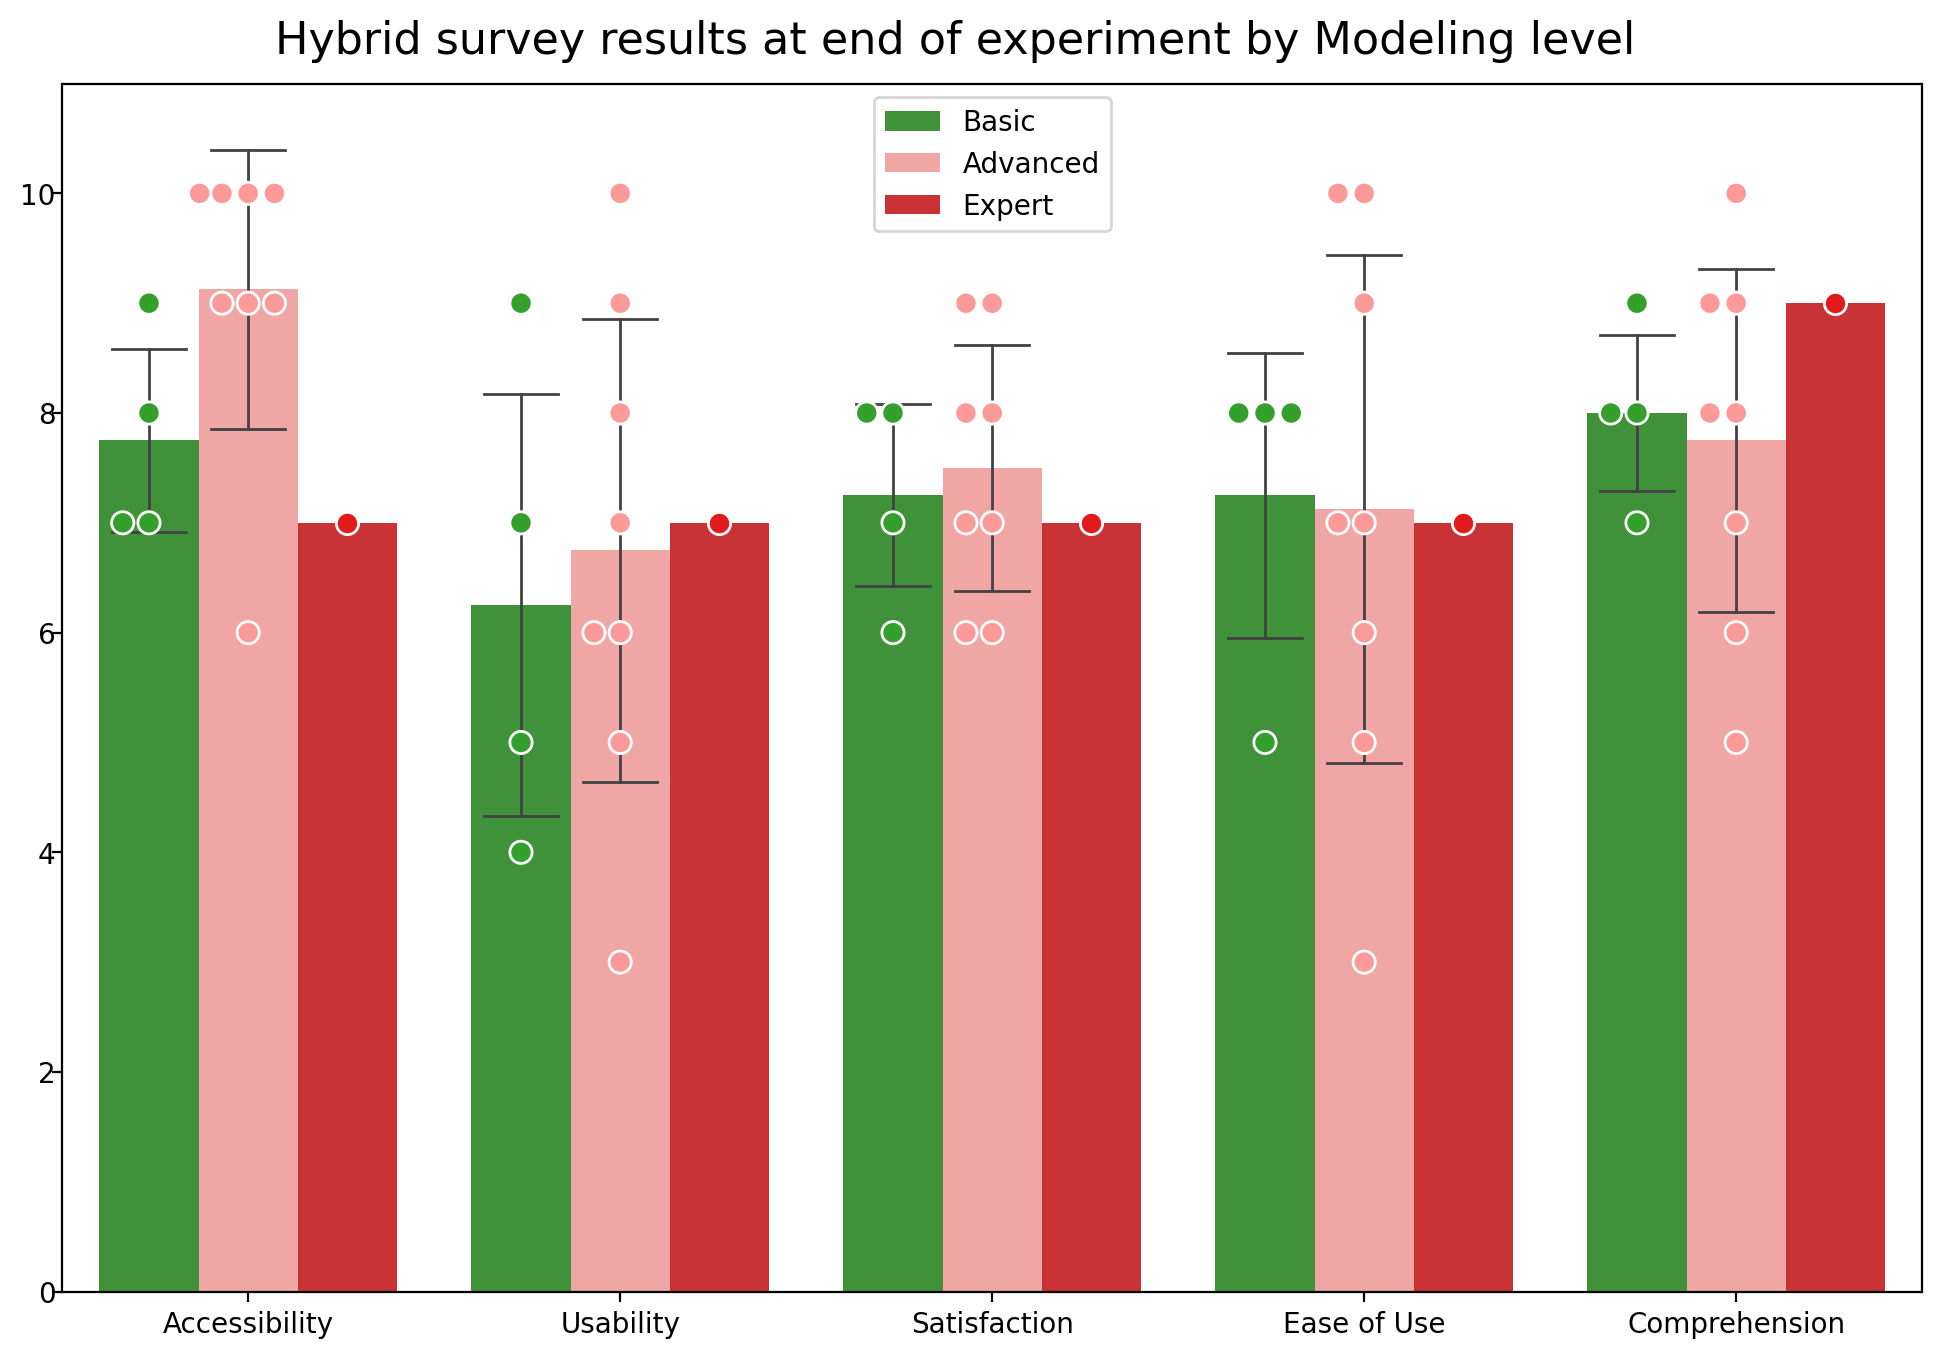 Hybrid survey results at end of experiment by Modeling level
Basic
Advanced
Expert
10
8
6
4
2
0
Accessibility
Usability
Satisfaction
Ease of Use
Comprehension